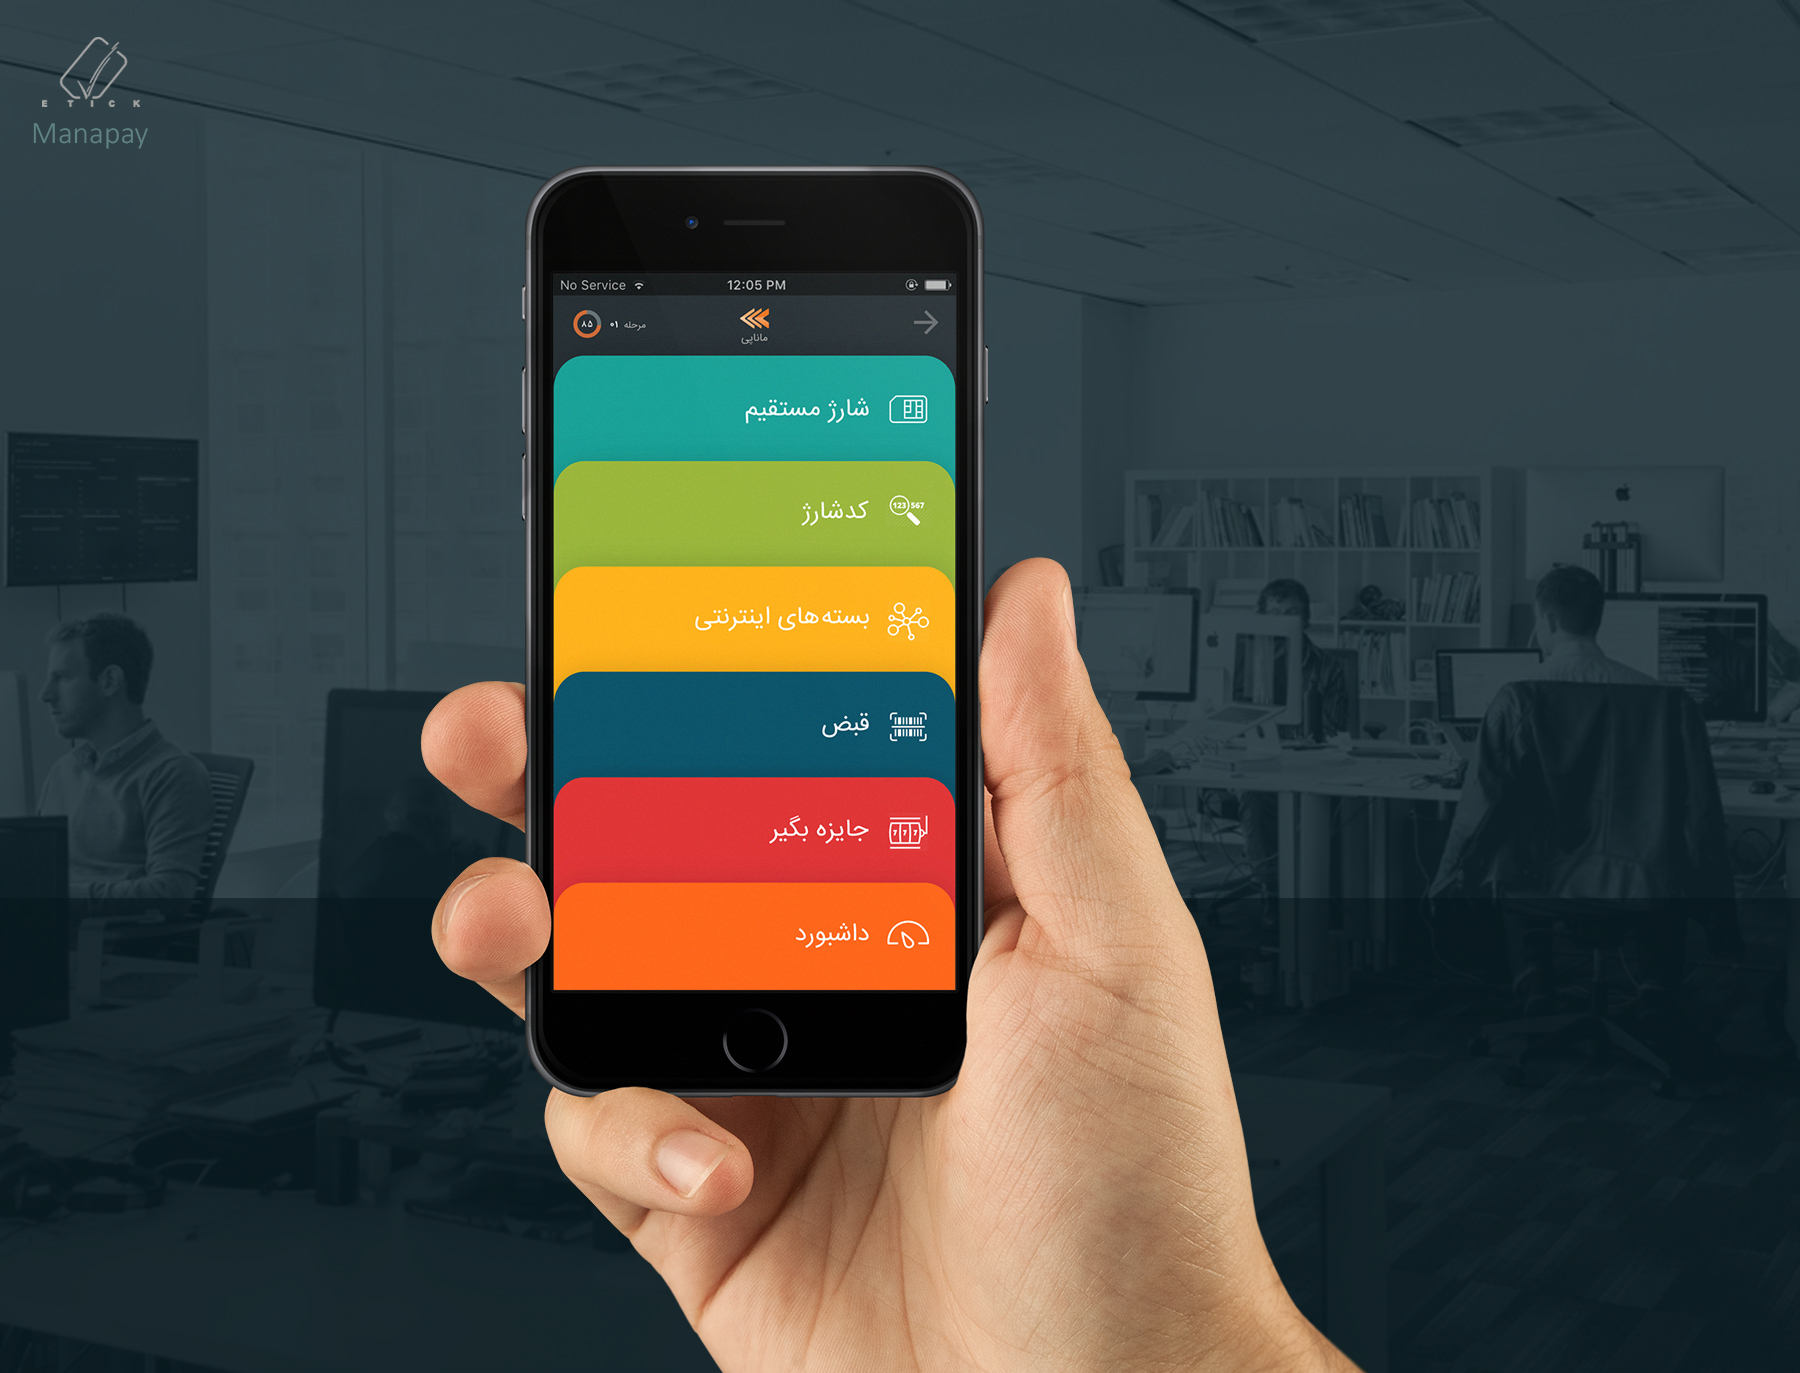 ETICK
Manapay
No Service 12:05 PM
۸۵
مرحله ۰۱
ماناپی
شارژ مستقیم
کدشارژ
123 567
بسته‌های اینترنتی
قبض
جایزه بگیر
777
داشبورد